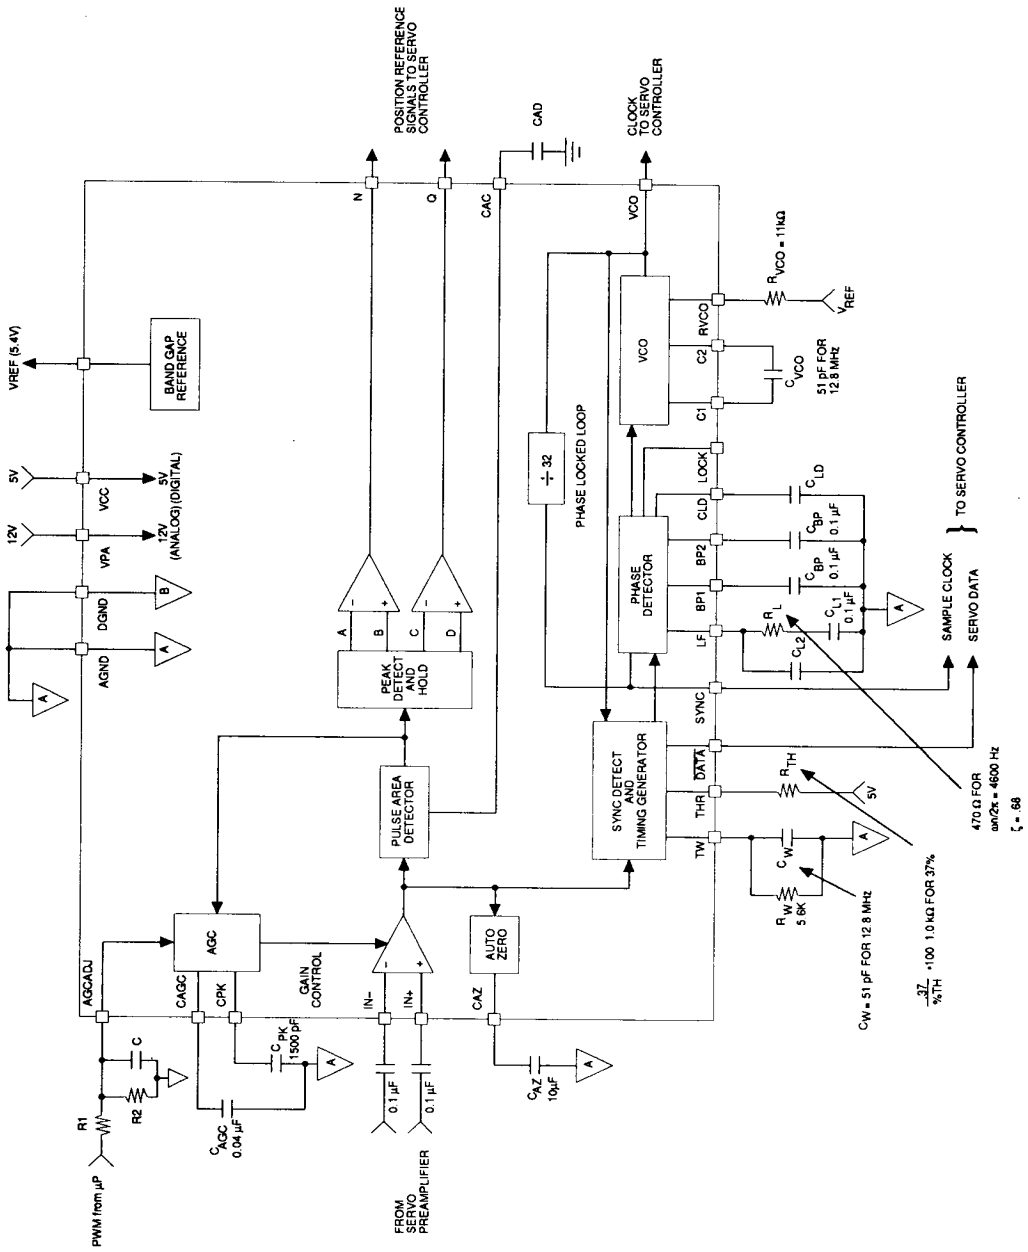 PWM from µP
R1
R2
C
AGCADJ
C AGC
0.04 µF
C PK
1500 pF
A
CAGC
CPK
AGC
GAIN
CONTROL
FROM
SERVO
PREAMPLIFIER
0.1 µF
0.1 µF
IN–
IN+
–
+
CAZ
C AZ
10µF
A
AUTO
ZERO
PULSE AREA
DETECTOR
PEAK
DETECT
AND
HOLD
A
B
C
D
–
+
–
+
A
AGND
A
DGND
B
12V
VPA
12V
(ANALOG)
5V
VCC
5V
(DIGITAL)
VREF (5.4V)
BAND GAP
REFERENCE
N
Q
POSITION REFERENCE
SIGNALS TO SERVO
CONTROLLER
CAC
CAD
SYNC DETECT
AND
TIMING GENERATOR
PHASE
DETECTOR
÷ 32
PHASE LOCKED LOOP
VCO
VCO
CLOCK
TO SERVO
CONTROLLER
TW
THR
DATA
SYNC
LF
BP1
BP2
CLD
LOCK
C1
C2
RVCO
R W
5.6K
C W
A
R TH
5V
C L2
R L
C L1
0.1 µF
C BP
0.1 µF
C BP
0.1 µF
C LD
A
C VCO
51 pF FOR
12.8 MHz
R VCO = 11kΩ
V REF
SAMPLE CLOCK
SERVO DATA
} TO SERVO CONTROLLER
C W = 51 pF FOR 12.8 MHz
.37
%TH
•100 1.0 kΩ FOR 37%
470 Ω FOR
ωn/2π = 4600 Hz
ζ = .68